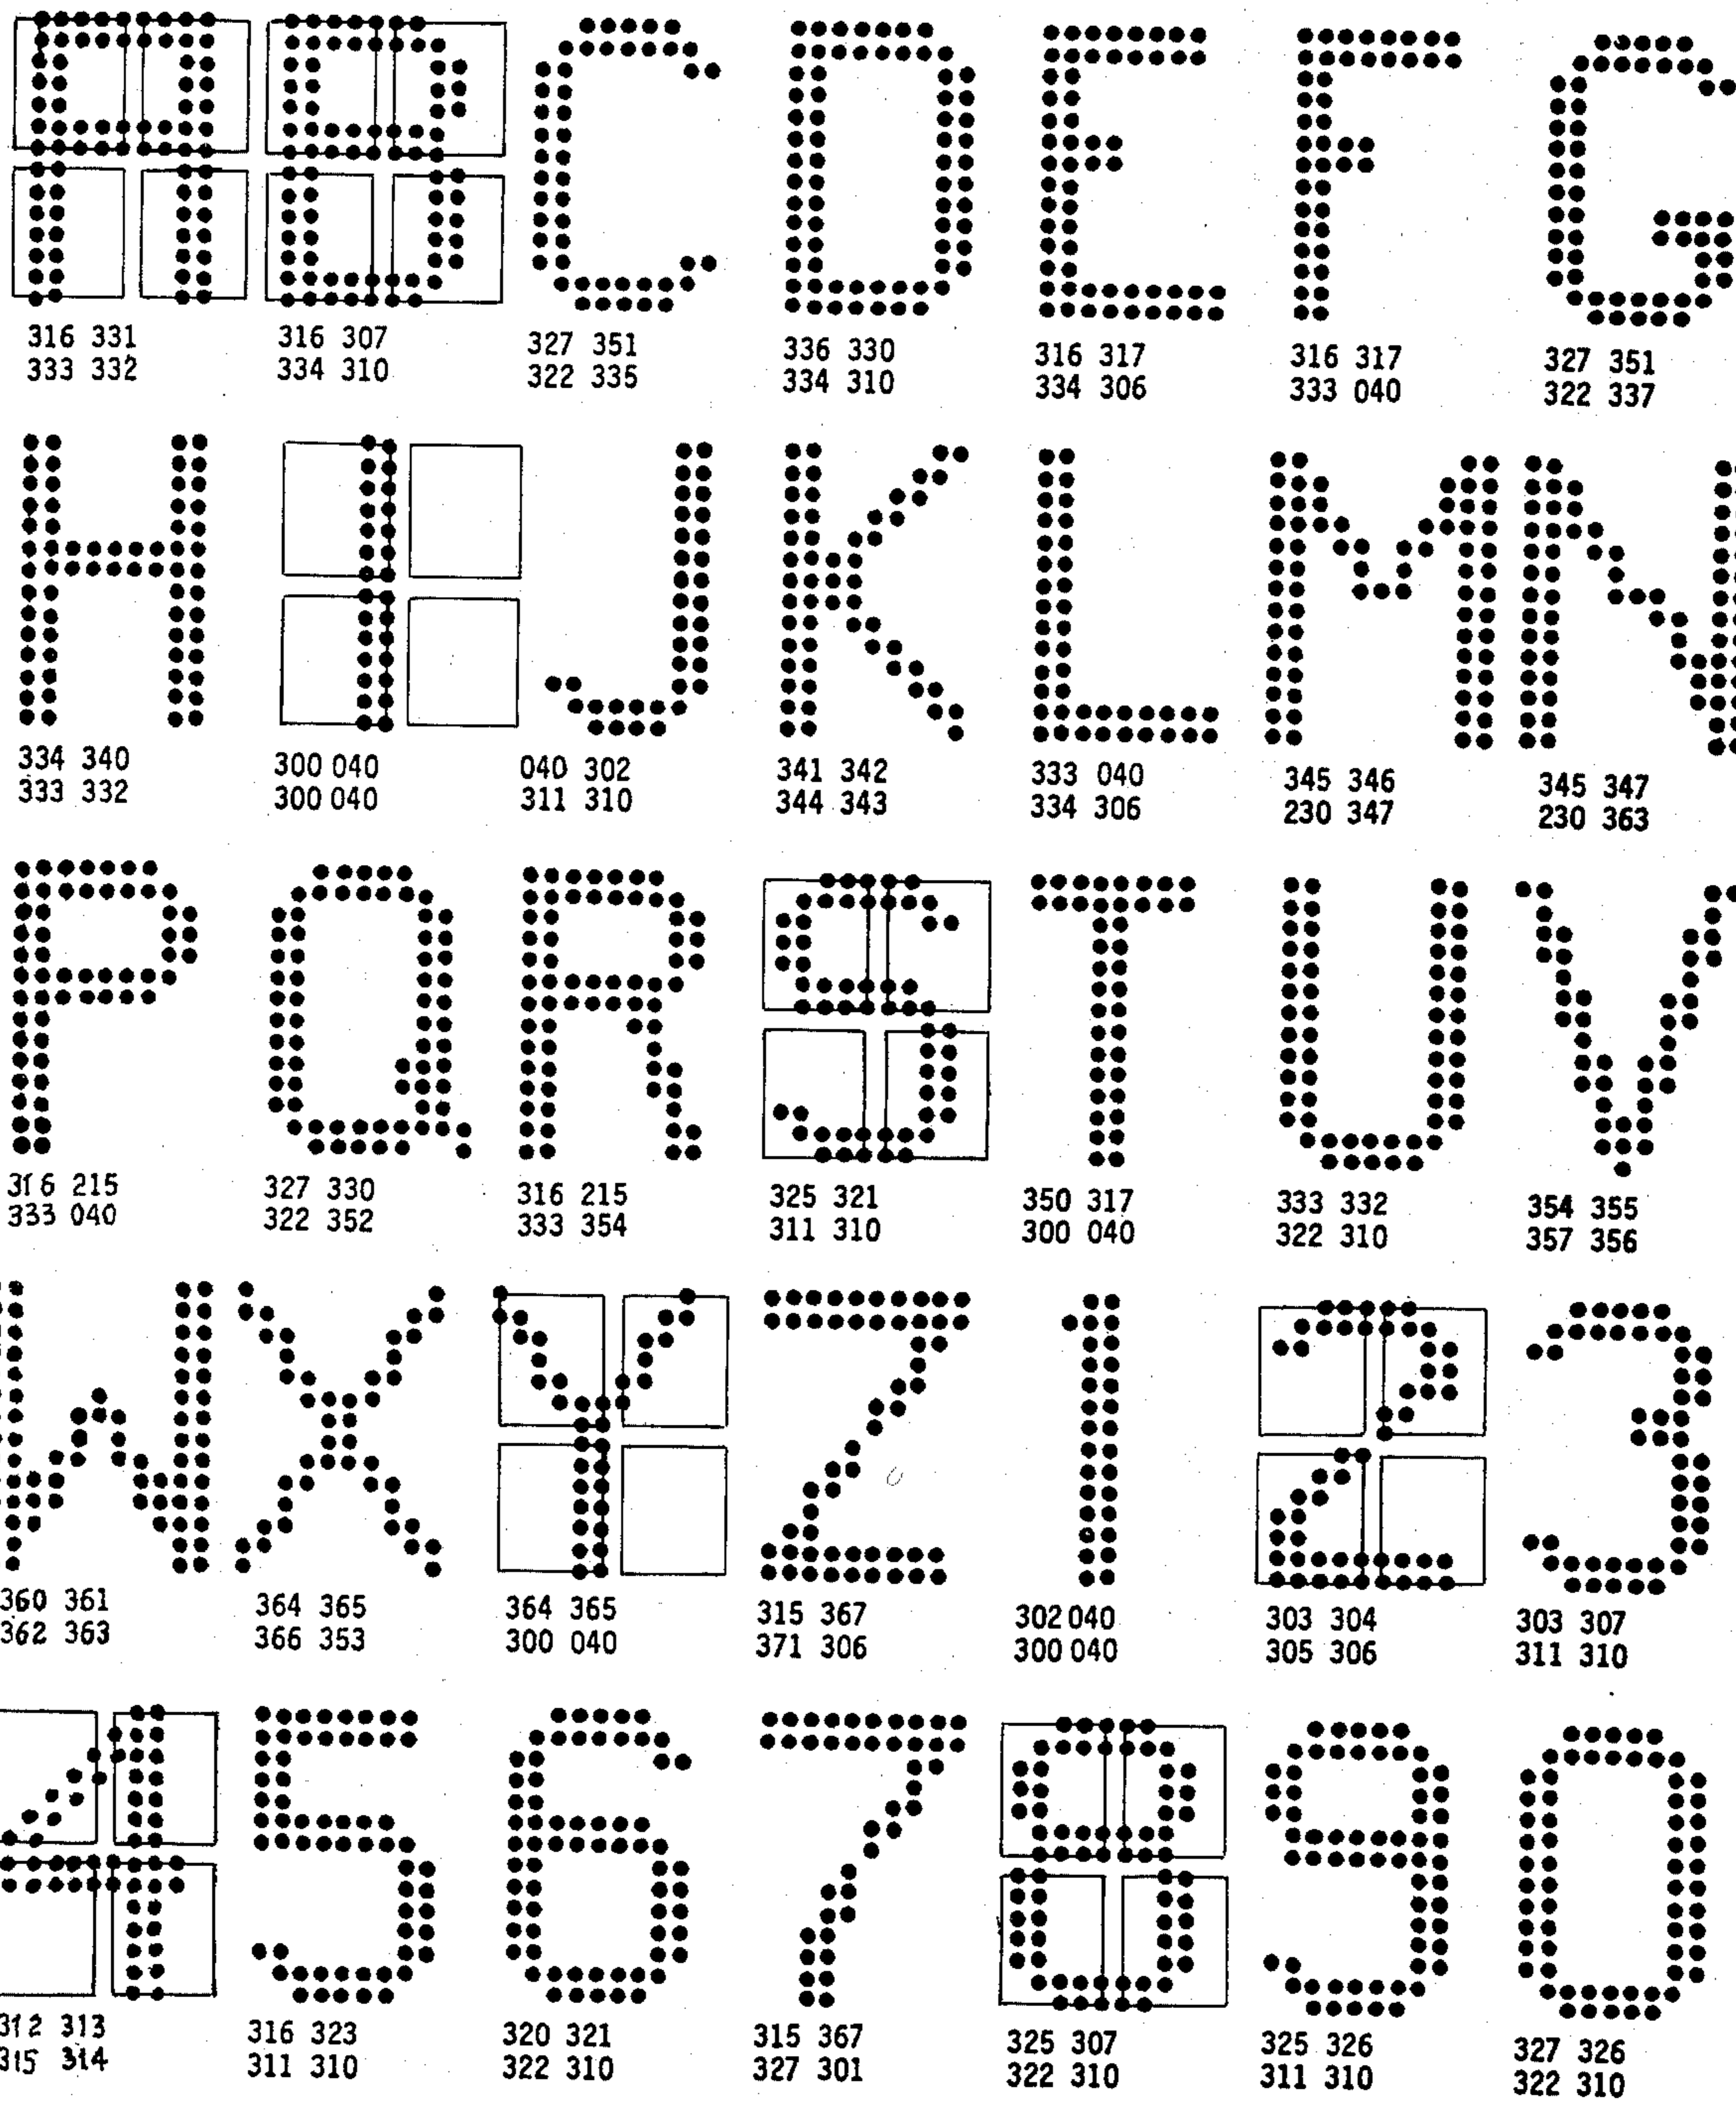 A B C D E F G
316 331 316 307 327 351 336 330 316 317 316 317 327 351
333 332 334 310 322 335 334 310 334 306 333 040 322 337
H I J K L M N
334 340 300 040 040 302 341 342 333 040 345 346 345 347
333 332 300 040 311 310 344 343 334 306 230 347 230 363
P Q R S T U V
316 215 327 330 316 215 325 321 350 317 333 332 354 355
333 040 322 352 333 354 311 310 300 040 322 310 357 356
W X Y Z 1 2 3
360 361 364 365 364 365 315 367 302 040 303 304 303 307
362 363 366 353 300 040 371 306 300 040 305 306 311 310
4 5 6 7 8 9 0
312 313 316 323 320 321 315 367 325 307 325 326 327 326
315 314 311 310 322 310 327 301 322 310 311 310 322 310